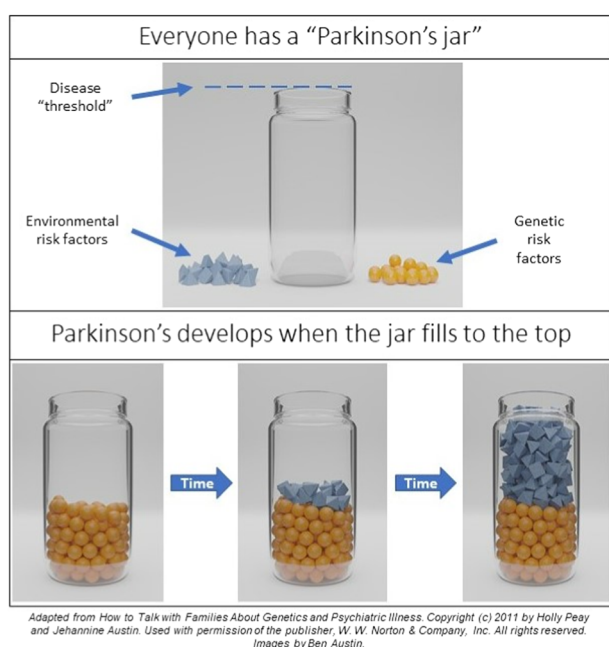 Everyone has a “Parkinson’s jar”
Disease
“threshold”
Environmental
risk factors
Genetic
risk
factors
Parkinson’s develops when the jar fills to the top
Time
Time
Adapted from How to Talk with Families About Genetics and Psychiatric Illness. Copyright (c) 2011 by Holly Peay
and Jehannine Austin. Used with permission of the publisher, W. W. Norton & Company, Inc. All rights reserved.
Images by Ben Austin.